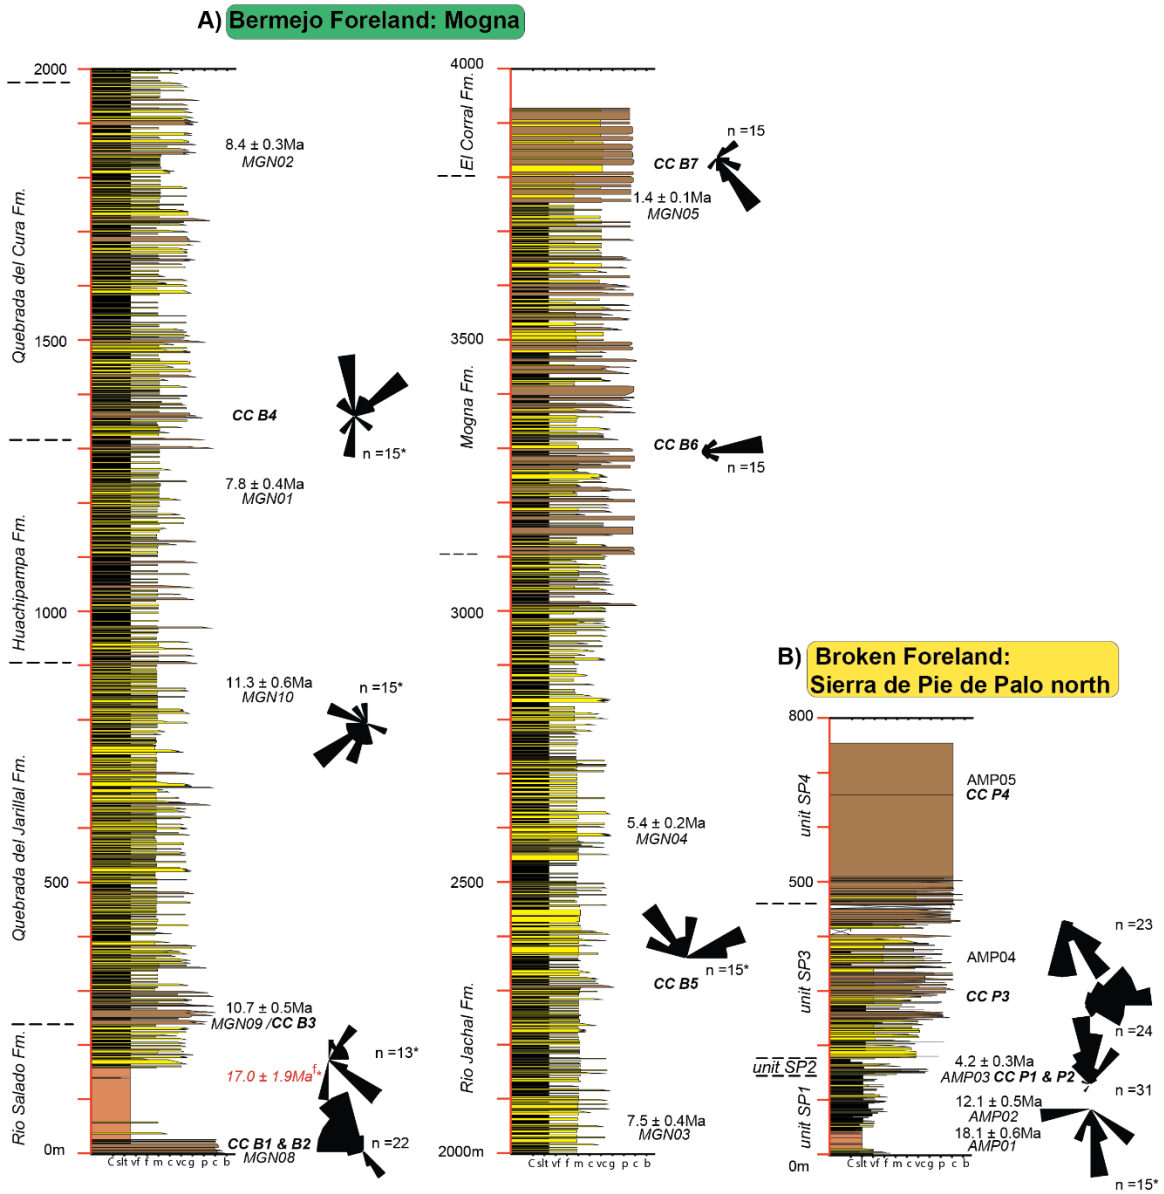 A) Bermejo Foreland: Mogna
2000
1500
1000
500
0m
Quebrada del Cura Fm.
Huachipampa Fm.
Quebrada del Jarillal Fm.
Rio Salado Fm.
8.4 ± 0.3Ma
MGN02
CC B4
n =15*
7.8 ± 0.4Ma
MGN01
11.3 ± 0.6Ma
MGN10
n =15*
10.7 ± 0.5Ma
MGN09 /CC B3
n =13*
17.0 ± 1.9Ma f*
CC B1 & B2
MGN08
n =22
C slt vf f m c vc g p c b
4000
3500
3000
2500
2000m
El Corral Fm.
Mogna Fm.
Rio Jachal Fm.
n =15
CC B7
1.4 ± 0.1Ma
MGN05
CC B6
n =15
5.4 ± 0.2Ma
MGN04
n =15*
CC B5
7.5 ± 0.4Ma
MGN03
C slt vf f m c vc g p c b
B) Broken Foreland:
Sierra de Pie de Palo north
800
500
0m
unit SP4
unit SP3
unit SP2
unit SP1
AMP05
CC P4
n =23
AMP04
CC P3
n =24
4.2 ± 0.3Ma
AMP03 CC P1 & P2
n =31
12.1 ± 0.5Ma
AMP02
18.1 ± 0.6Ma
AMP01
n =15*
C slt vf f m c vc g p c b